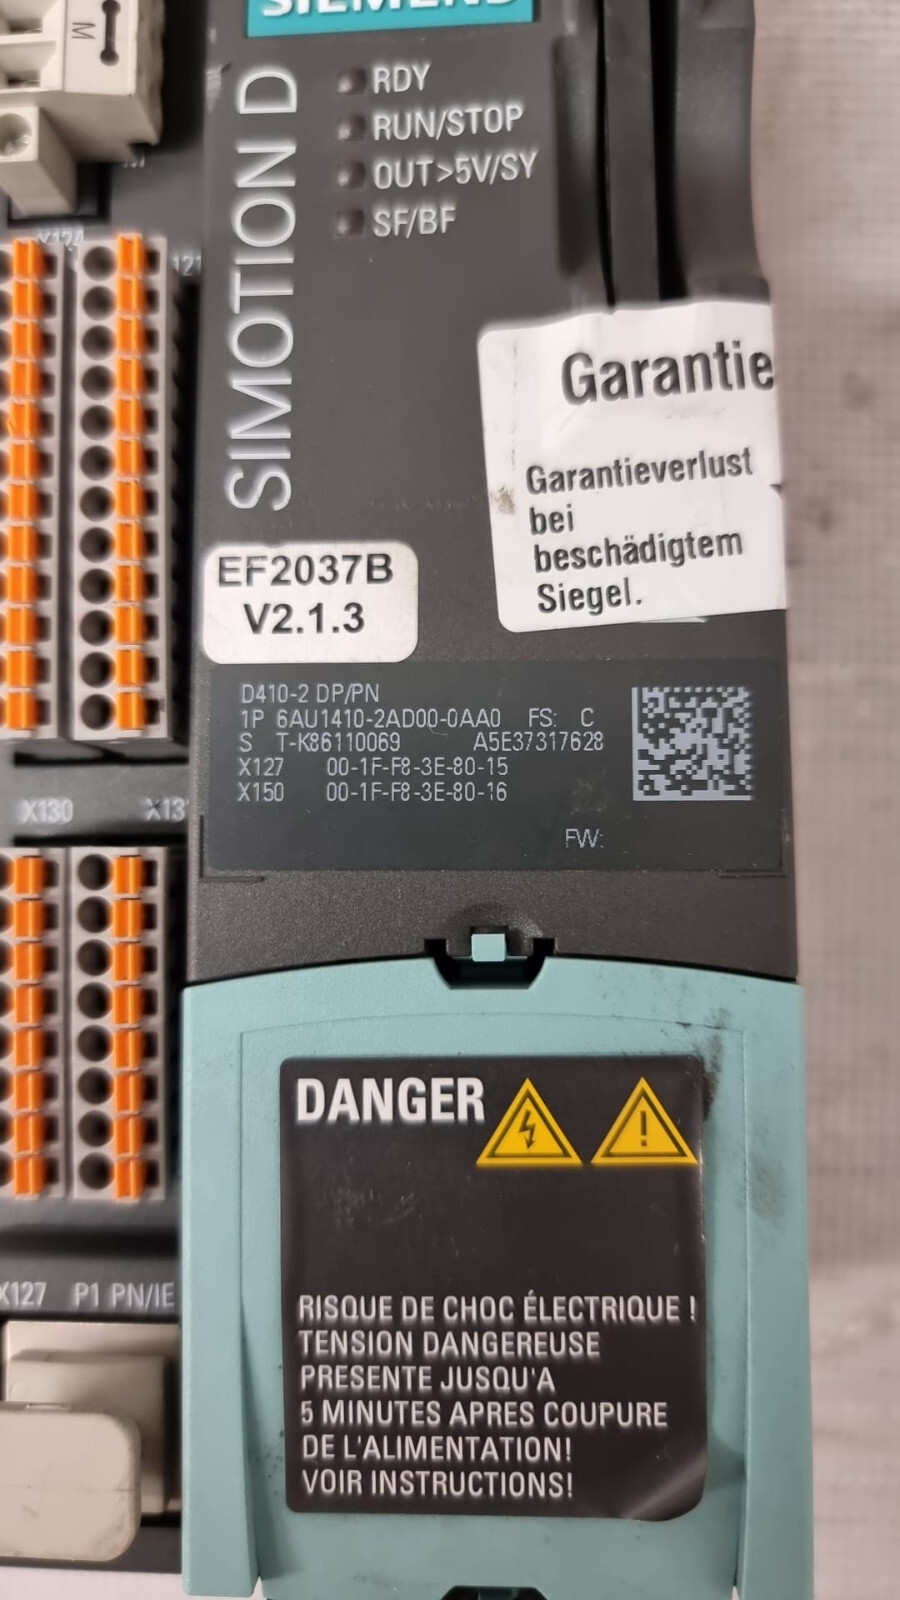 SIEMENS
M
RDY
RUN/STOP
OUT>5V/SY
SF/BF
SIMOTION D
X124
121
Garantie
Garantieverlust
bei
beschädigtem
Siegel.
EF2037B
V2.1.3
D410-2 DP/PN
1P 6AU1410-2AD00-0AA0 FS: C
S T-K86110069 A5E37317628
X127 00-1F-F8-3E-80-15
X150 00-1F-F8-3E-80-16
FW:
X130 X13
DANGER
X127 P1 PN/IE
RISQUE DE CHOC ÉLECTRIQUE !
TENSION DANGEREUSE
PRESENTE JUSQU'A
5 MINUTES APRES COUPURE
DE L'ALIMENTATION!
VOIR INSTRUCTIONS!